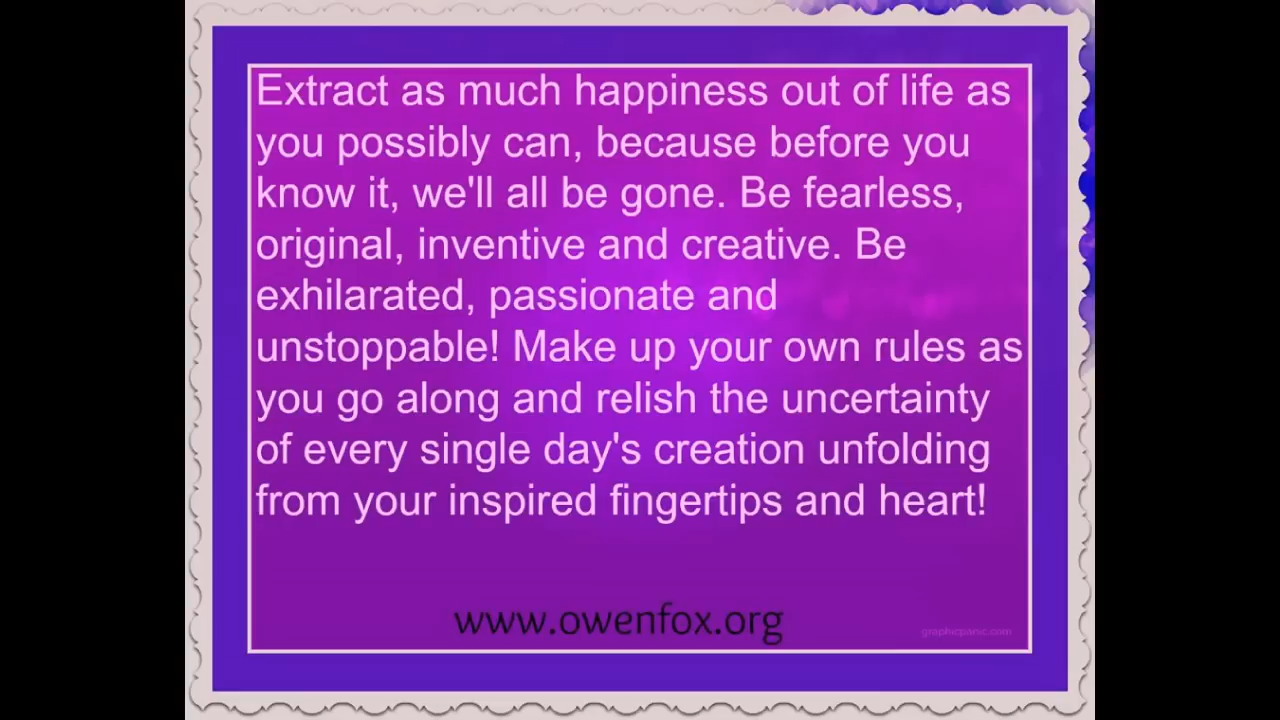 Extract as much happiness out of life as
you possibly can, because before you
know it, we'll all be gone. Be fearless,
original, inventive and creative. Be
exhilarated, passionate and
unstoppable! Make up your own rules as
you go along and relish the uncertainty
of every single day's creation unfolding
from your inspired fingertips and heart!
www.owenfox.org
graphicpanic.com